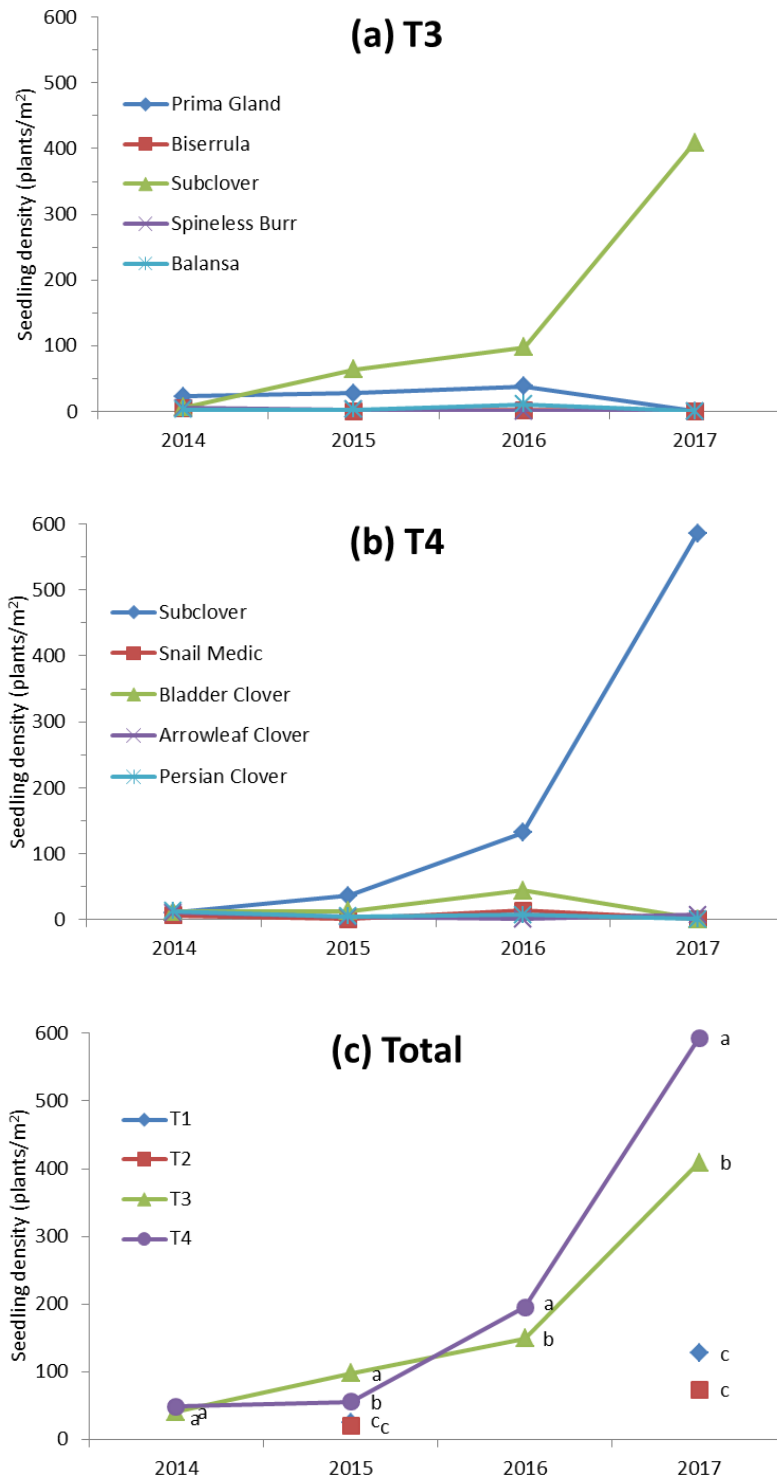 (a) T3
Seedling density (plants/m²)
600
500
400
300
200
100
0
Prima Gland
Biserrula
Subclover
Spineless Burr
Balansa
2014 2015 2016 2017
(b) T4
Seedling density (plants/m²)
600
500
400
300
200
100
0
Subclover
Snail Medic
Bladder Clover
Arrowleaf Clover
Persian Clover
2014 2015 2016 2017
(c) Total
Seedling density (plants/m²)
600
500
400
300
200
100
0
T1
T2
T3
T4
a
b
a
b
a
b
c
c
a
a
c
c
2014 2015 2016 2017